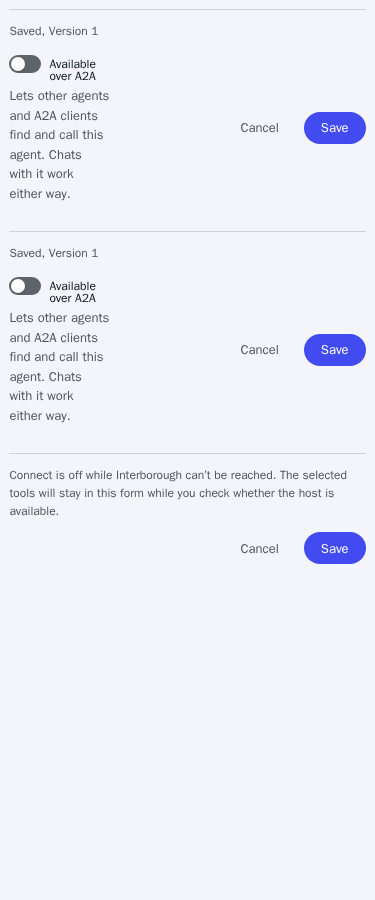 Saved, Version 1
Available
over A2A
Lets other agents
and A2A clients
find and call this
agent. Chats
with it work
either way.
Cancel
Save
Saved, Version 1
Available
over A2A
Lets other agents
and A2A clients
find and call this
agent. Chats
with it work
either way.
Cancel
Save
Connect is off while Interborough can't be reached. The selected
tools will stay in this form while you check whether the host is
available.
Cancel
Save